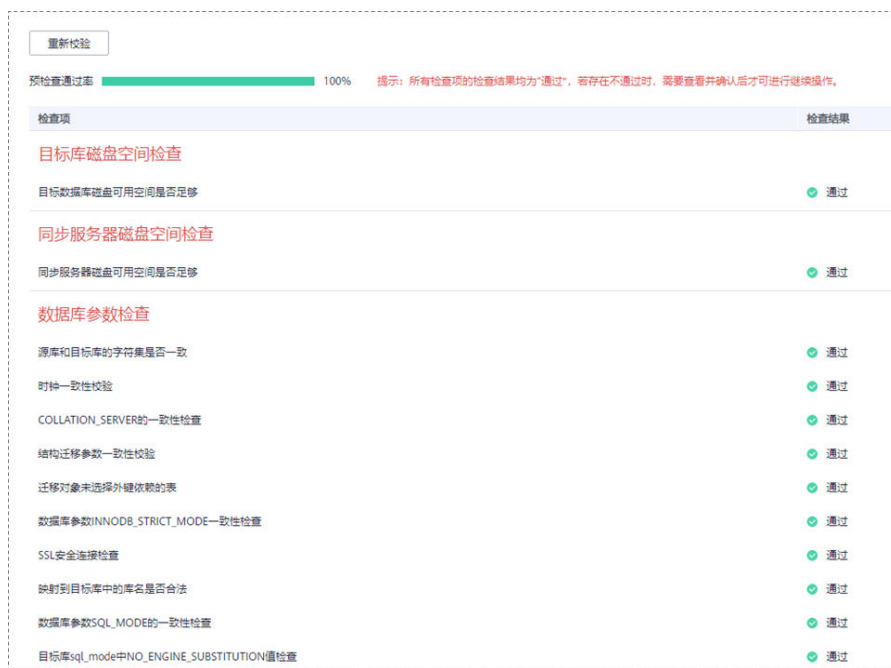 重新校验
预检查通过率 100% 提示：所有检查项的检查结果均为"通过"，若存在不通过时，需要查看并确认后才可进行继续操作。
检查项 检查结果
目标库磁盘空间检查
目标数据库磁盘可用空间是否足够 通过
同步服务器磁盘空间检查
同步服务器磁盘可用空间是否足够 通过
数据库参数检查
源库和目标库的字符集是否一致 通过
时钟一致性校验 通过
COLLATION_SERVER的一致性检查 通过
结构迁移参数一致性校验 通过
迁移对象未选择外键依赖的表 通过
数据库参数INNODB_STRICT_MODE一致性检查 通过
SSL安全连接检查 通过
映射到目标库中的库名是否合法 通过
数据库参数SQL_MODE的一致性检查 通过
目标库sql_mode中NO_ENGINE_SUBSTITUTION值检查 通过